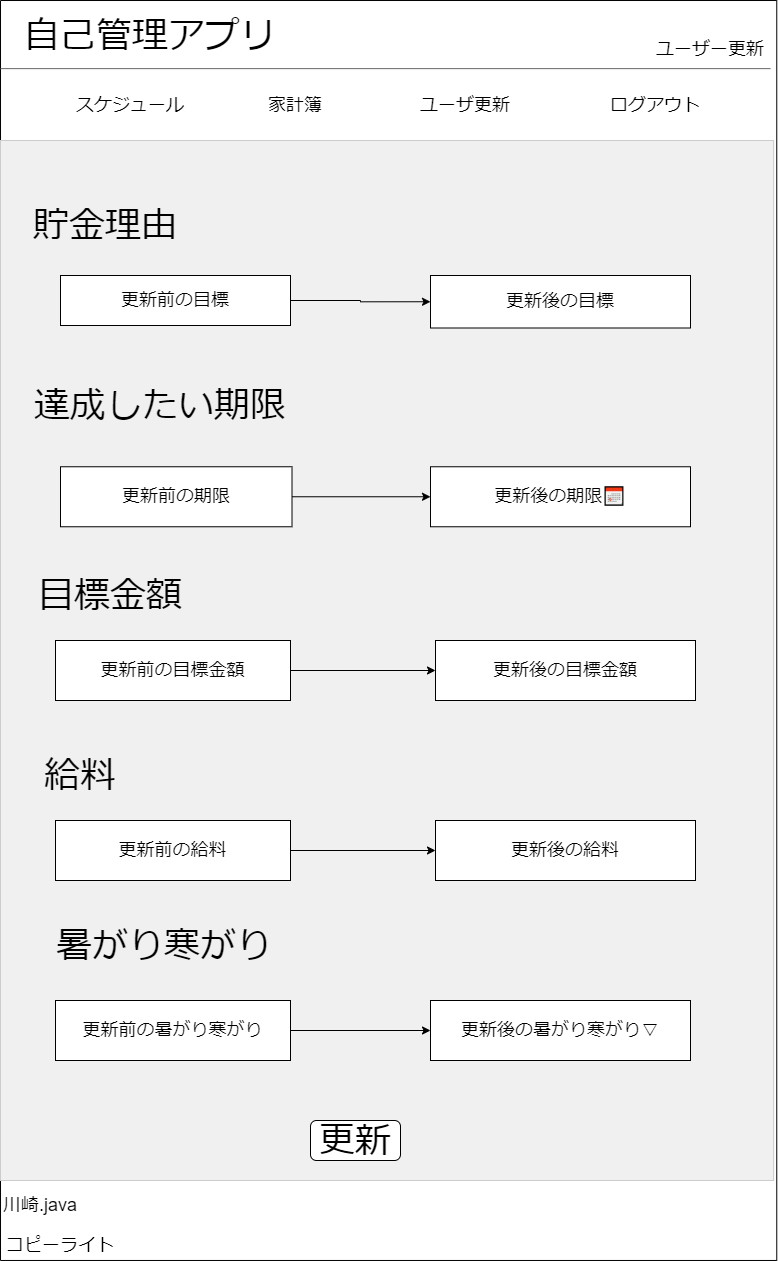 自己管理アプリ
ユーザー更新
スケジュール 家計簿 ユーザ更新 ログアウト
貯金理由
更新前の目標 更新後の目標
達成したい期限
更新前の期限 更新後の期限
目標金額
更新前の目標金額 更新後の目標金額
給料
更新前の給料 更新後の給料
暑がり寒がり
更新前の暑がり寒がり 更新後の暑がり寒がり▽
更新
川崎.java
コピーライト